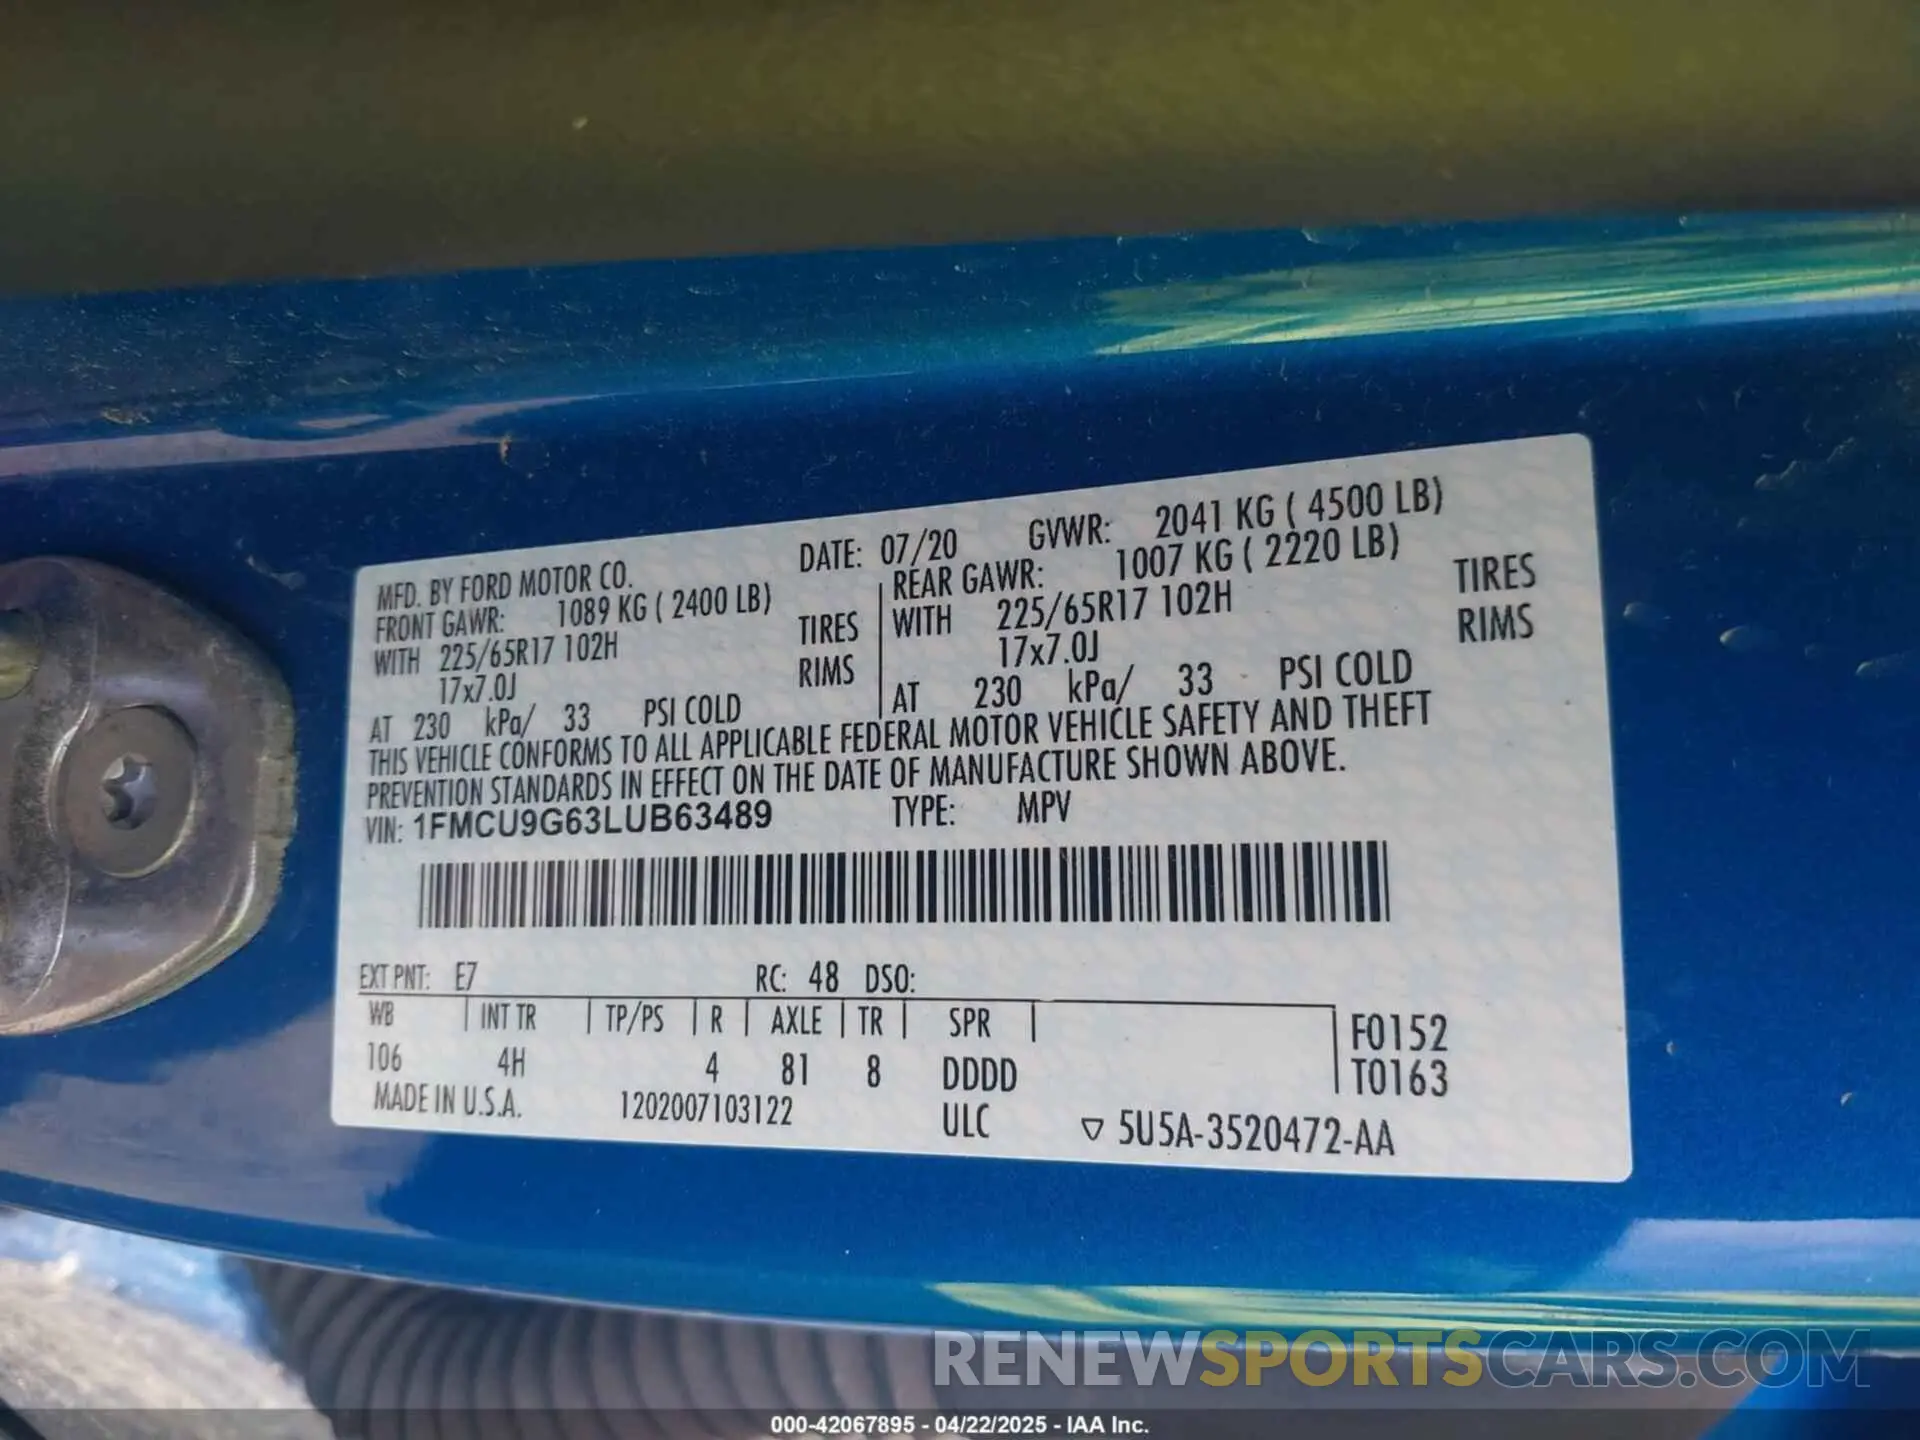 MFD. BY FORD MOTOR CO. DATE: 07/20 GVWR: 2041 KG ( 4500 LB)
FRONT GAWR: 1089 KG ( 2400 LB) REAR GAWR: 1007 KG ( 2220 LB)
WITH 225/65R17 102H TIRES WITH 225/65R17 102H TIRES
17x7.0J RIMS 17x7.0J RIMS
AT 230 kPa/ 33 PSI COLD AT 230 kPa/ 33 PSI COLD
THIS VEHICLE CONFORMS TO ALL APPLICABLE FEDERAL MOTOR VEHICLE SAFETY AND THEFT
PREVENTION STANDARDS IN EFFECT ON THE DATE OF MANUFACTURE SHOWN ABOVE.
VIN: 1FMCU9G63LUB63489 TYPE: MPV
EXT PNT: E7 RC: 48 DSO:
WB INT TR TP/PS R AXLE TR SPR F0152
106 4H 4 81 8 DDDD T0163
MADE IN U.S.A. 1202007103122 ULC ▽ 5U5A-3520472-AA
RENEWSPORTSCARS.COM
000-42067895 - 04/22/2025 - IAA Inc.